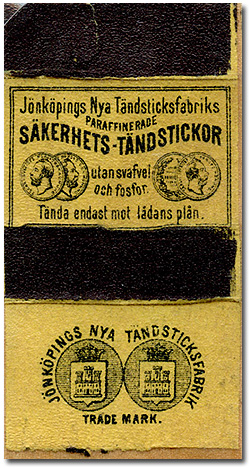 Jönköpings Nya Tändsticksfabriks
PARAFFINERADE
SÄKERHETS-TÄNDSTICKOR
utan svafvel
och fosfor.
Tända endast mot lådans plån.
JÖNKÖPINGS NYA TÄNDSTICKSFABRIK
TRADE MARK.